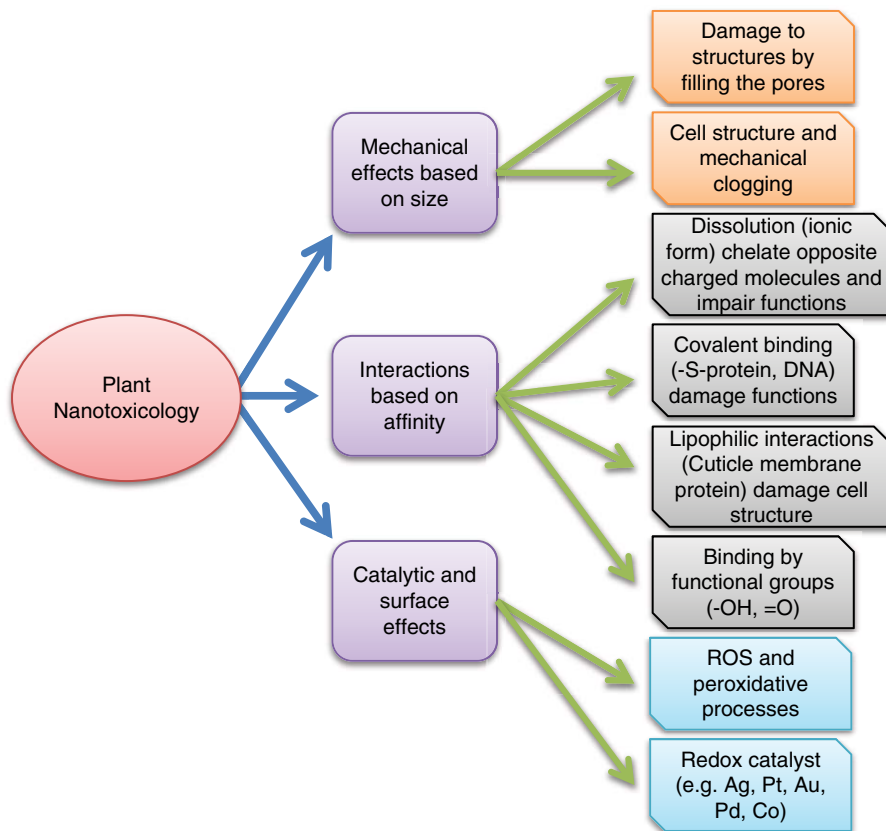 Plant
Nanotoxicology
Mechanical
effects based
on size
Interactions
based on
affinity
Catalytic and
surface
effects
Damage to
structures by
filling the pores
Cell structure and
mechanical
clogging
Dissolution (ionic
form) chelate opposite
charged molecules and
impair functions
Covalent binding
(-S-protein, DNA)
damage functions
Lipophilic interactions
(Cuticle membrane
protein) damage cell
structure
Binding by
functional groups
(-OH, =O)
ROS and
peroxidative
processes
Redox catalyst
(e.g. Ag, Pt, Au,
Pd, Co)